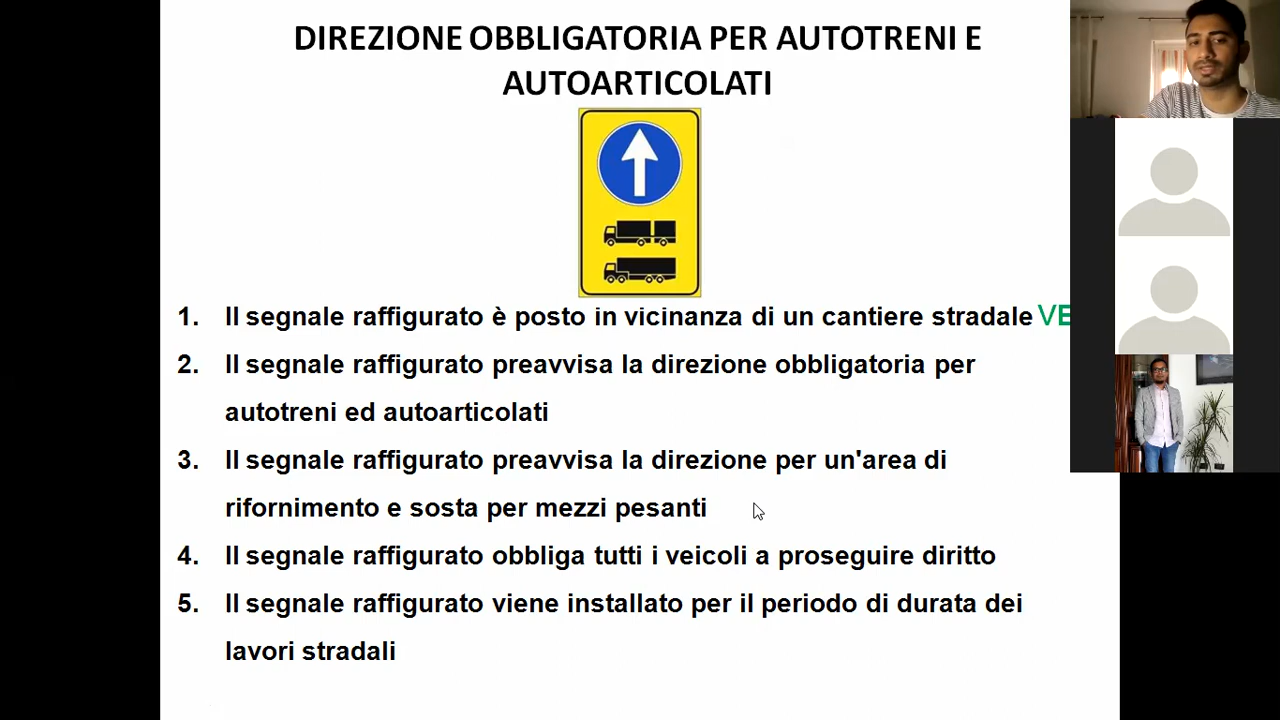 DIREZIONE OBBLIGATORIA PER AUTOTRENI E
AUTOARTICOLATI
1. Il segnale raffigurato è posto in vicinanza di un cantiere stradale VE
2. Il segnale raffigurato preavvisa la direzione obbligatoria per
autotreni ed autoarticolati
3. Il segnale raffigurato preavvisa la direzione per un'area di
rifornimento e sosta per mezzi pesanti
4. Il segnale raffigurato obbliga tutti i veicoli a proseguire diritto
5. Il segnale raffigurato viene installato per il periodo di durata dei
lavori stradali